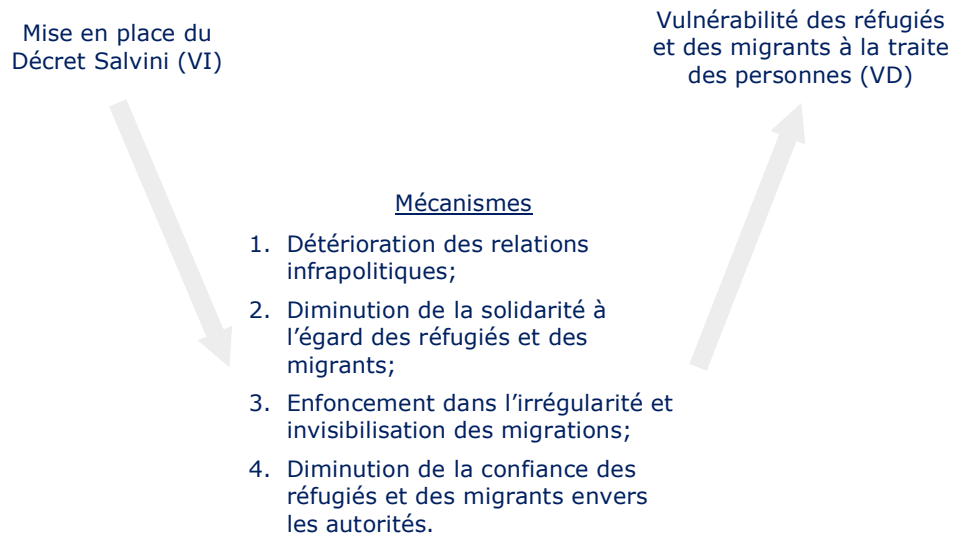 Mise en place du
Décret Salvini (VI)
Vulnérabilité des réfugiés
et des migrants à la traite
des personnes (VD)
Mécanismes
1. Détérioration des relations
infrapolitiques;
2. Diminution de la solidarité à
l’égard des réfugiés et des
migrants;
3. Enfoncement dans l’irrégularité et
invisibilisation des migrations;
4. Diminution de la confiance des
réfugiés et des migrants envers
les autorités.